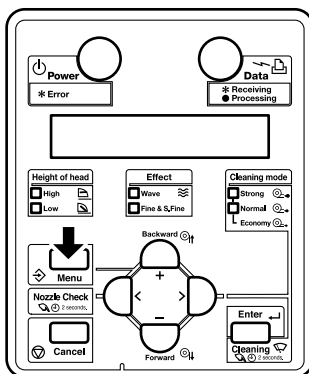 Power
Data
* Error
* Receiving
● Processing
Height of head
High
Low
Effect
Wave
Fine & S.Fine
Cleaning mode
Strong
Normal
Economy
Backward
Menu
+
< >
−
Nozzle Check
2 seconds.
Enter
Cancel
Forward
Cleaning
2 seconds.